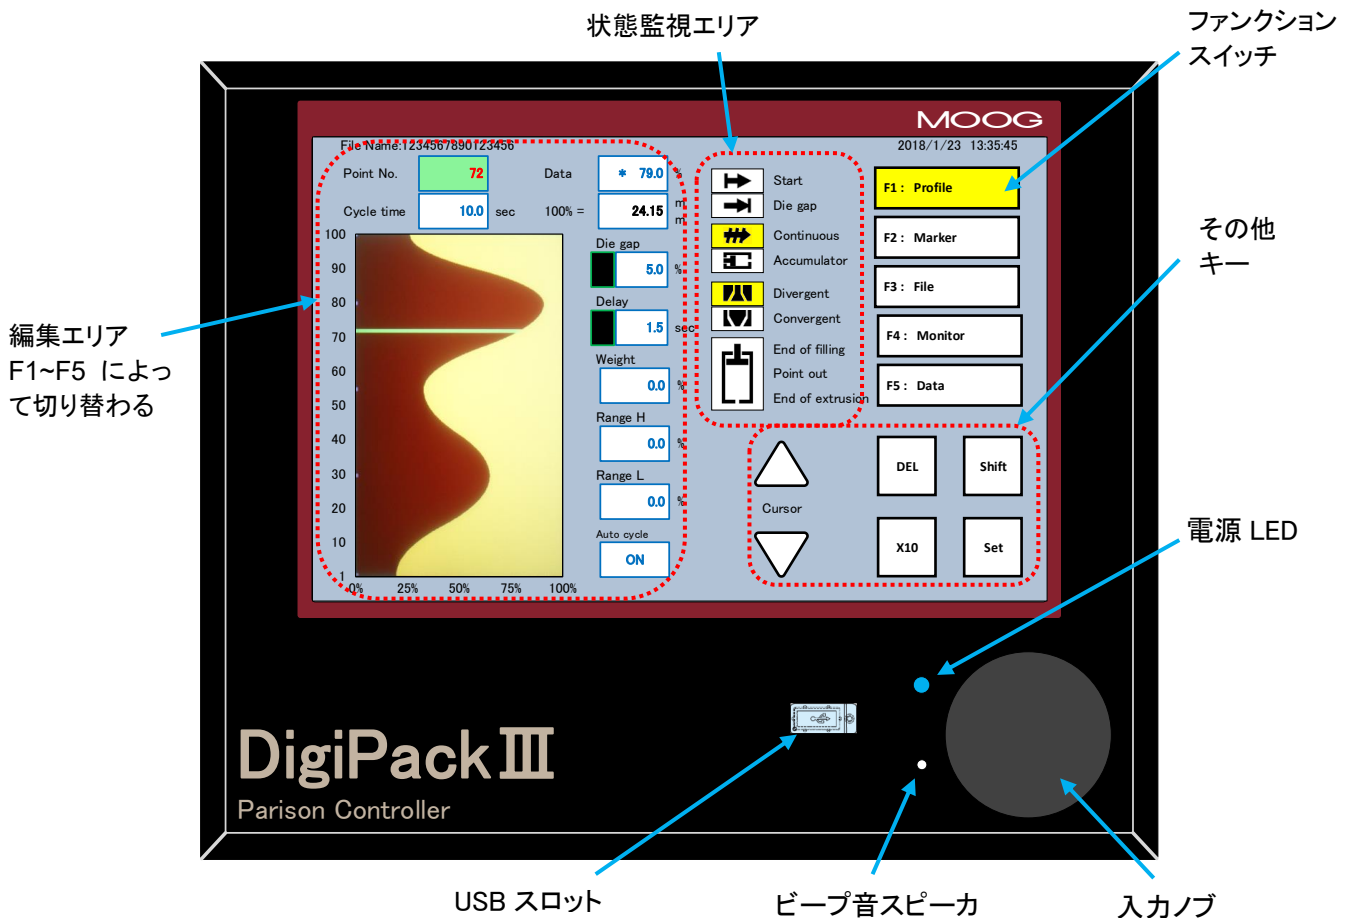 状態監視エリア
ファンクション
スイッチ
MOOG
File Name:1234567890123456
2018/1/23 13:35:45
Point No.
72
Data
* 79.0
%
Cycle time
10.0
sec
100% =
24.15
m
m
100
90
80
70
60
50
40
30
20
10
1
0%
25%
50%
75%
100%
Die gap
5.0
%
Delay
1.5
sec
Weight
0.0
%
Range H
0.0
%
Range L
0.0
%
Auto cycle
ON
Start
Die gap
Continuous
Accumulator
Divergent
Convergent
End of filling
Point out
End of extrusion
F1 : Profile
F2 : Marker
F3 : File
F4 : Monitor
F5 : Data
Cursor
DEL
Shift
X10
Set
その他
キー
編集エリア
F1~F5 によっ
て切り替わる
電源 LED
DigiPackⅢ
Parison Controller
USB スロット
ビープ音スピーカ
入力ノブ